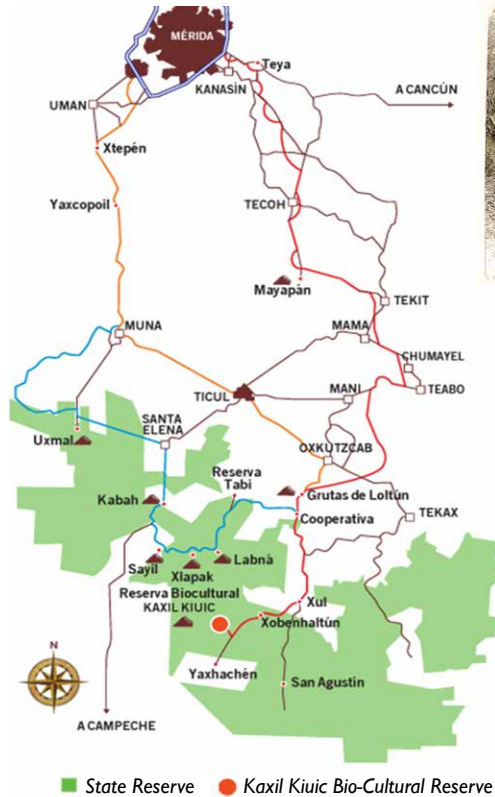 MÉRIDA
Teya
KANASÍN
A CANCÚN
UMAN
Xtepén
Yaxcopoil
TECOH
Mayapán
TEKIT
MUNA
MAMA
CHUMAYEL
TICUL
MANI
TEABO
SANTA
ELENA
Uxmal
OXKUTZCAB
Reserva
Tabi
Kabah
Grutas de Loltún
Cooperativa
TEKAX
Sayil
Xlapak
Labná
Reserva Biocultural
KAXIL KIUIC
Xul
Xobenhaltún
Yaxhachén
San Agustin
N
A CAMPECHE
State Reserve
Kaxil Kiuic Bio-Cultural Reserve